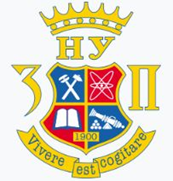 НУ
З П
1900
Vivere est cogitare